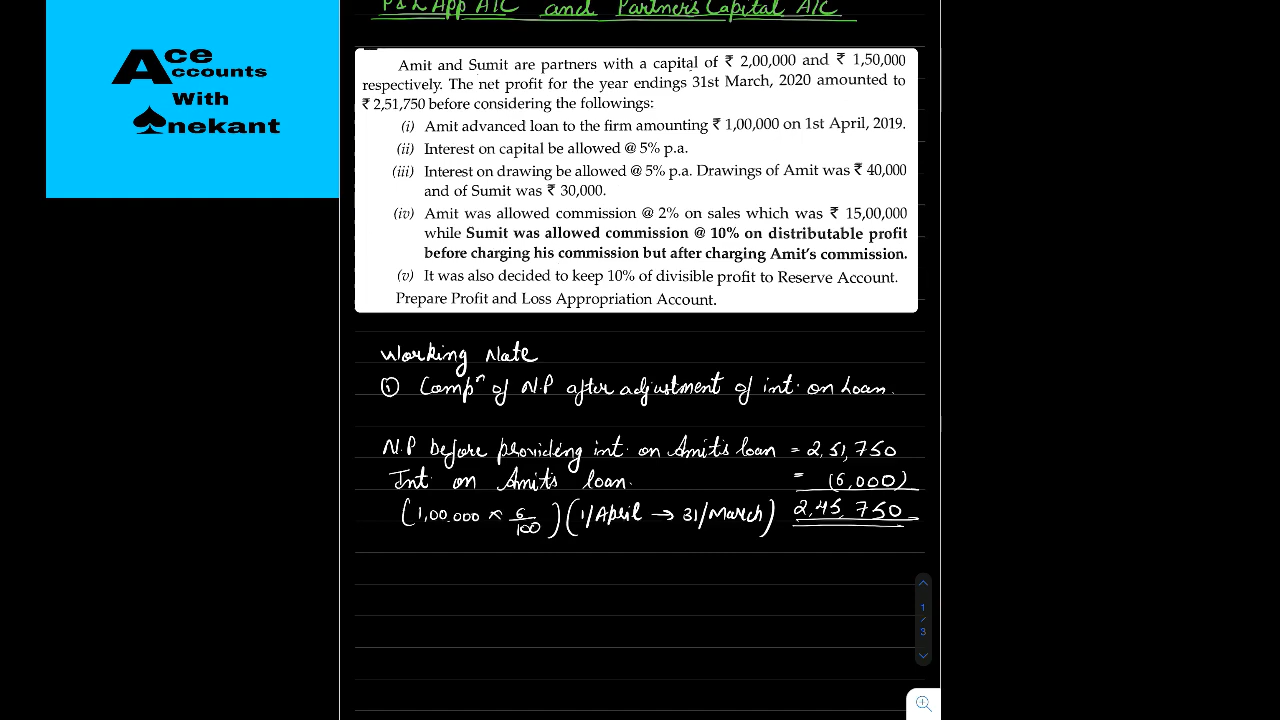 P&L App A/C and Partners Capital A/C
Ace
Accounts
With
Anekant
Amit and Sumit are partners with a capital of ₹ 2,00,000 and ₹ 1,50,000
respectively. The net profit for the year endings 31st March, 2020 amounted to
₹ 2,51,750 before considering the followings:
(i) Amit advanced loan to the firm amounting ₹ 1,00,000 on 1st April, 2019.
(ii) Interest on capital be allowed @ 5% p.a.
(iii) Interest on drawing be allowed @ 5% p.a. Drawings of Amit was ₹ 40,000
and of Sumit was ₹ 30,000.
(iv) Amit was allowed commission @ 2% on sales which was ₹ 15,00,000
while Sumit was allowed commission @ 10% on distributable profit
before charging his commission but after charging Amit's commission.
(v) It was also decided to keep 10% of divisible profit to Reserve Account.
Prepare Profit and Loss Appropriation Account.
Working Note
① Compⁿ of N.P after adjustment of int. on Loan.
N.P before providing int. on Amit's loan = 2,51,750
Int. on Amit's loan. = (6,000)
(1,00,000 × 6/100) (1/April → 31/March) 2,45,750
1
/
3